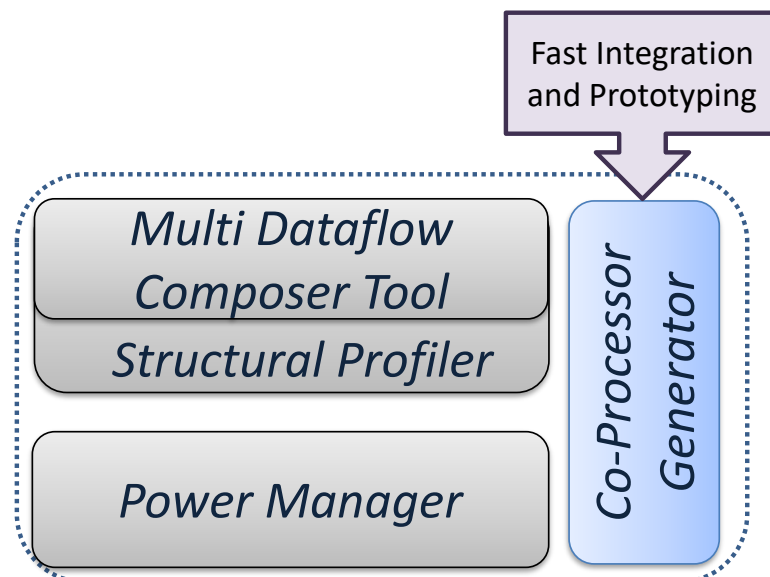 Fast Integration
and Prototyping
Multi Dataflow
Composer Tool
Structural Profiler
Power Manager
Co-Processor
Generator